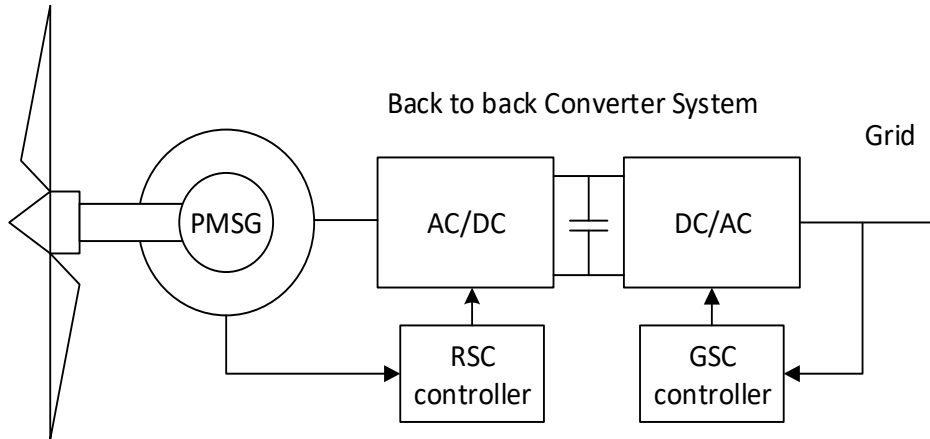 Back to back Converter System
Grid
PMSG
AC/DC
DC/AC
RSC
controller
GSC
controller